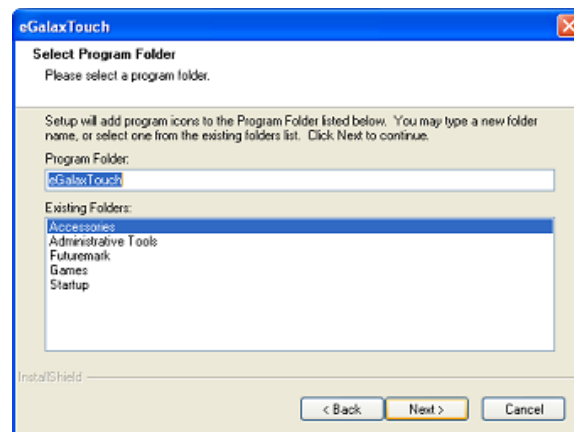 eGalaxTouch
Select Program Folder
Please select a program folder.
Setup will add program icons to the Program Folder listed below. You may type a new folder
name, or select one from the existing folders list. Click Next to continue.
Program Folder:
eGalaxTouch
Existing Folders:
Accessories
Administrative Tools
Futuremark
Games
Startup
InstallShield
< Back
Next >
Cancel